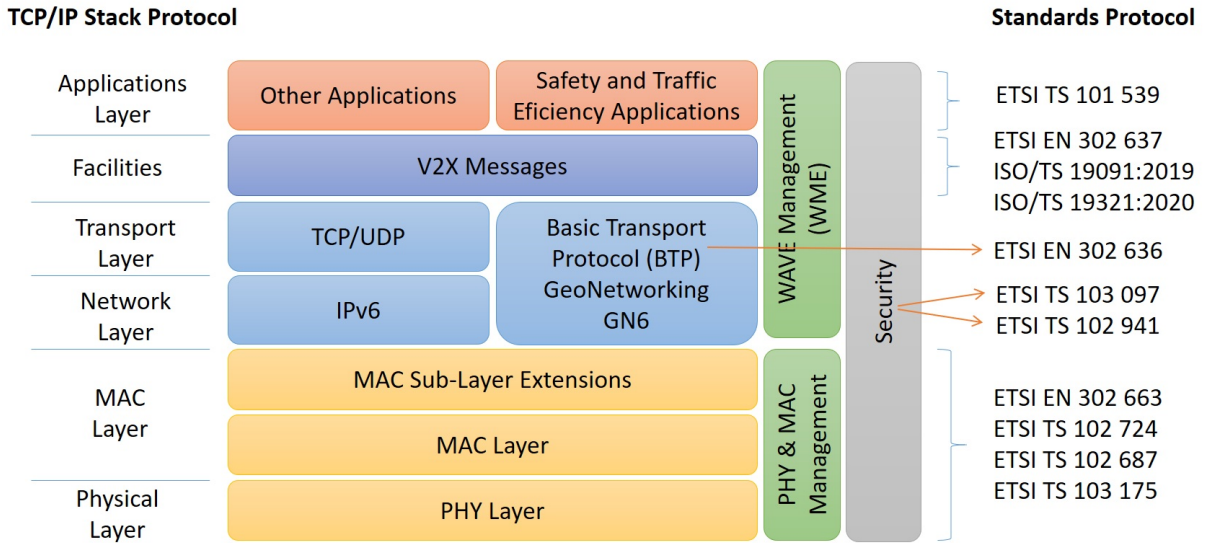 TCP/IP Stack Protocol
Standards Protocol
Applications
Layer
Other Applications
Safety and Traffic
Eficiency Applications
ETSI TS 101 539
Facilities
V2X Messages
ETSI EN 302 637
ISO/TS 19091:2019
ISO/TS 19321:2020
Transport
Layer
TCP/UDP
Basic Transport
Protocol (BTP)
GeoNetworking
GN6
WAVE Management
(WME)
Security
ETSI EN 302 636
Network
Layer
IPv6
ETSI TS 103 097
ETSI TS 102 941
MAC
Layer
MAC Sub-Layer Extensions
MAC Layer
PHY & MAC
Management
ETSI EN 302 663
ETSI TS 102 724
ETSI TS 102 687
ETSI TS 103 175
Physical
Layer
PHY Layer